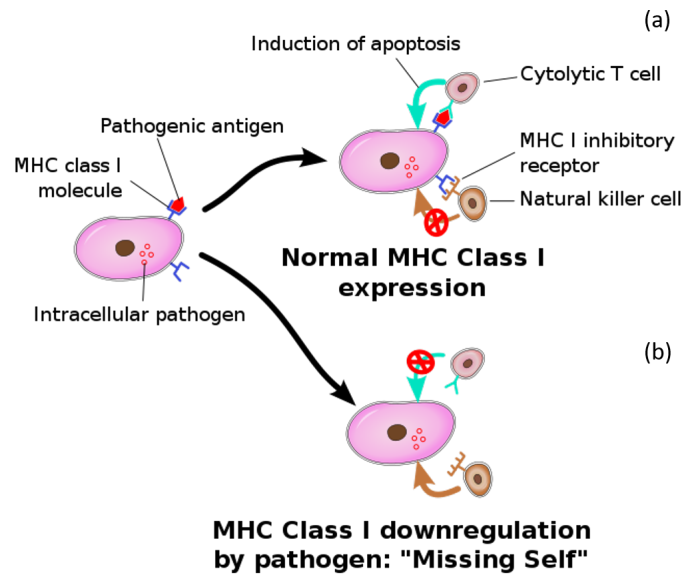 (a)
Induction of apoptosis
Cytolytic T cell
Pathogenic antigen
MHC class I
molecule
MHC I inhibitory
receptor
Natural killer cell
Normal MHC Class I
expression
Intracellular pathogen
(b)
MHC Class I downregulation
by pathogen: "Missing Self"